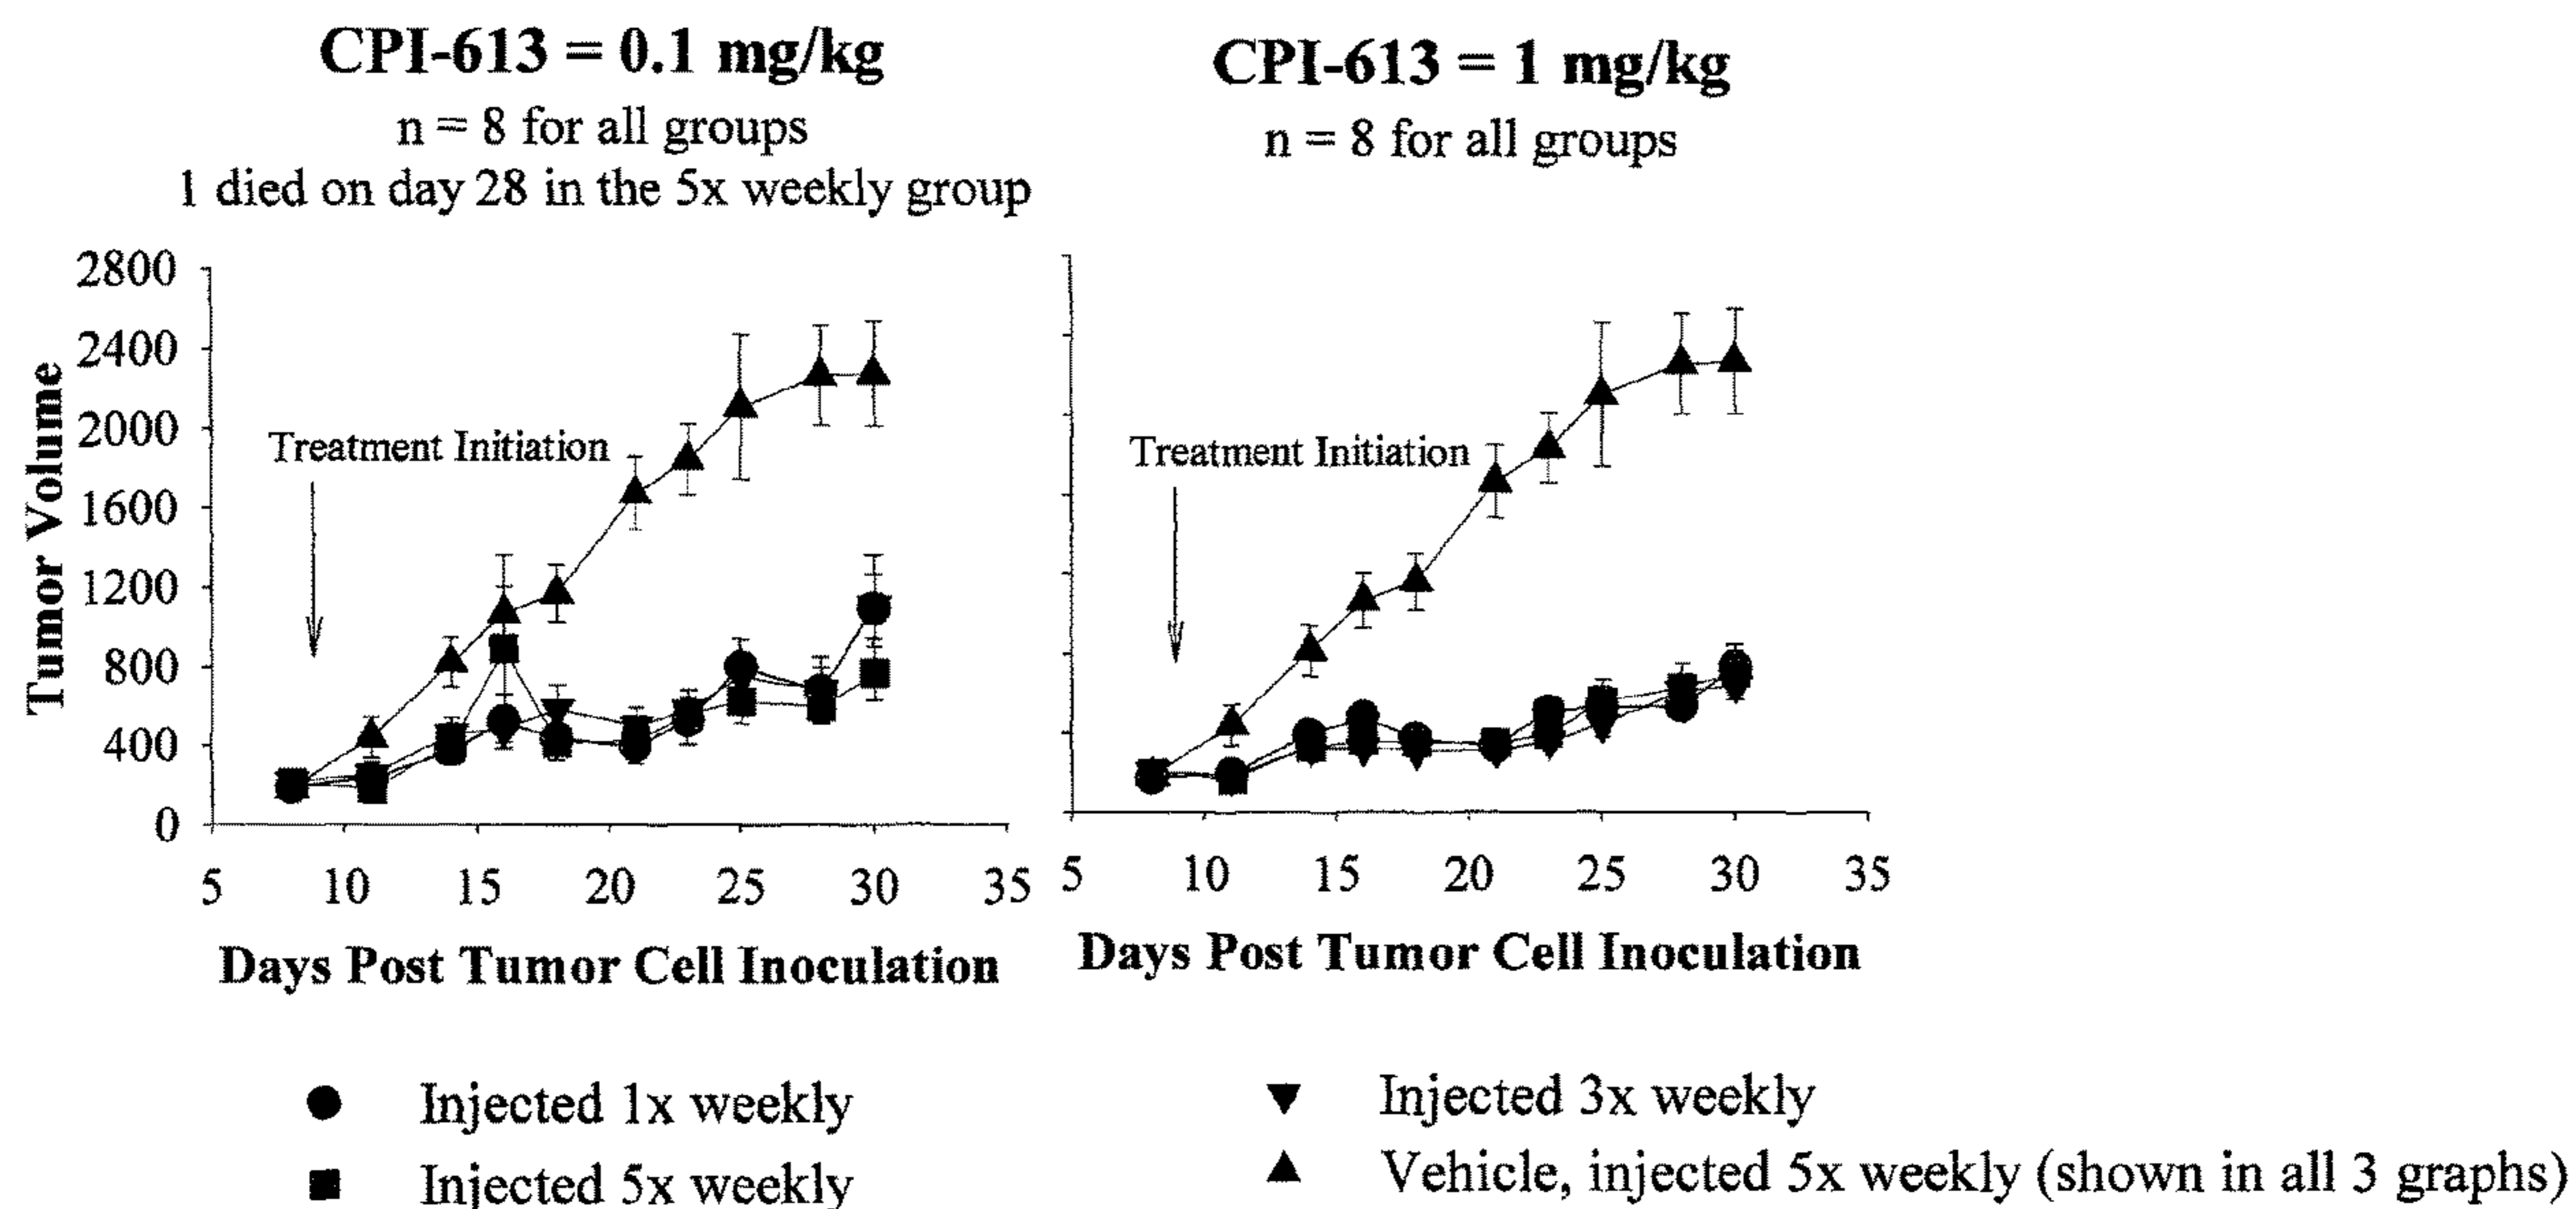 CPI-613 = 0.1 mg/kg
n = 8 for all groups
1 died on day 28 in the 5x weekly group
CPI-613 = 1 mg/kg
n = 8 for all groups
Tumor Volume
2800
2400
2000
1600
1200
800
400
0
Treatment Initiation
5 10 15 20 25 30 35
Days Post Tumor Cell Inoculation
Treatment Initiation
5 10 15 20 25 30 35
Days Post Tumor Cell Inoculation
Injected 1x weekly
Injected 5x weekly
Injected 3x weekly
Vehicle, injected 5x weekly (shown in all 3 graphs)